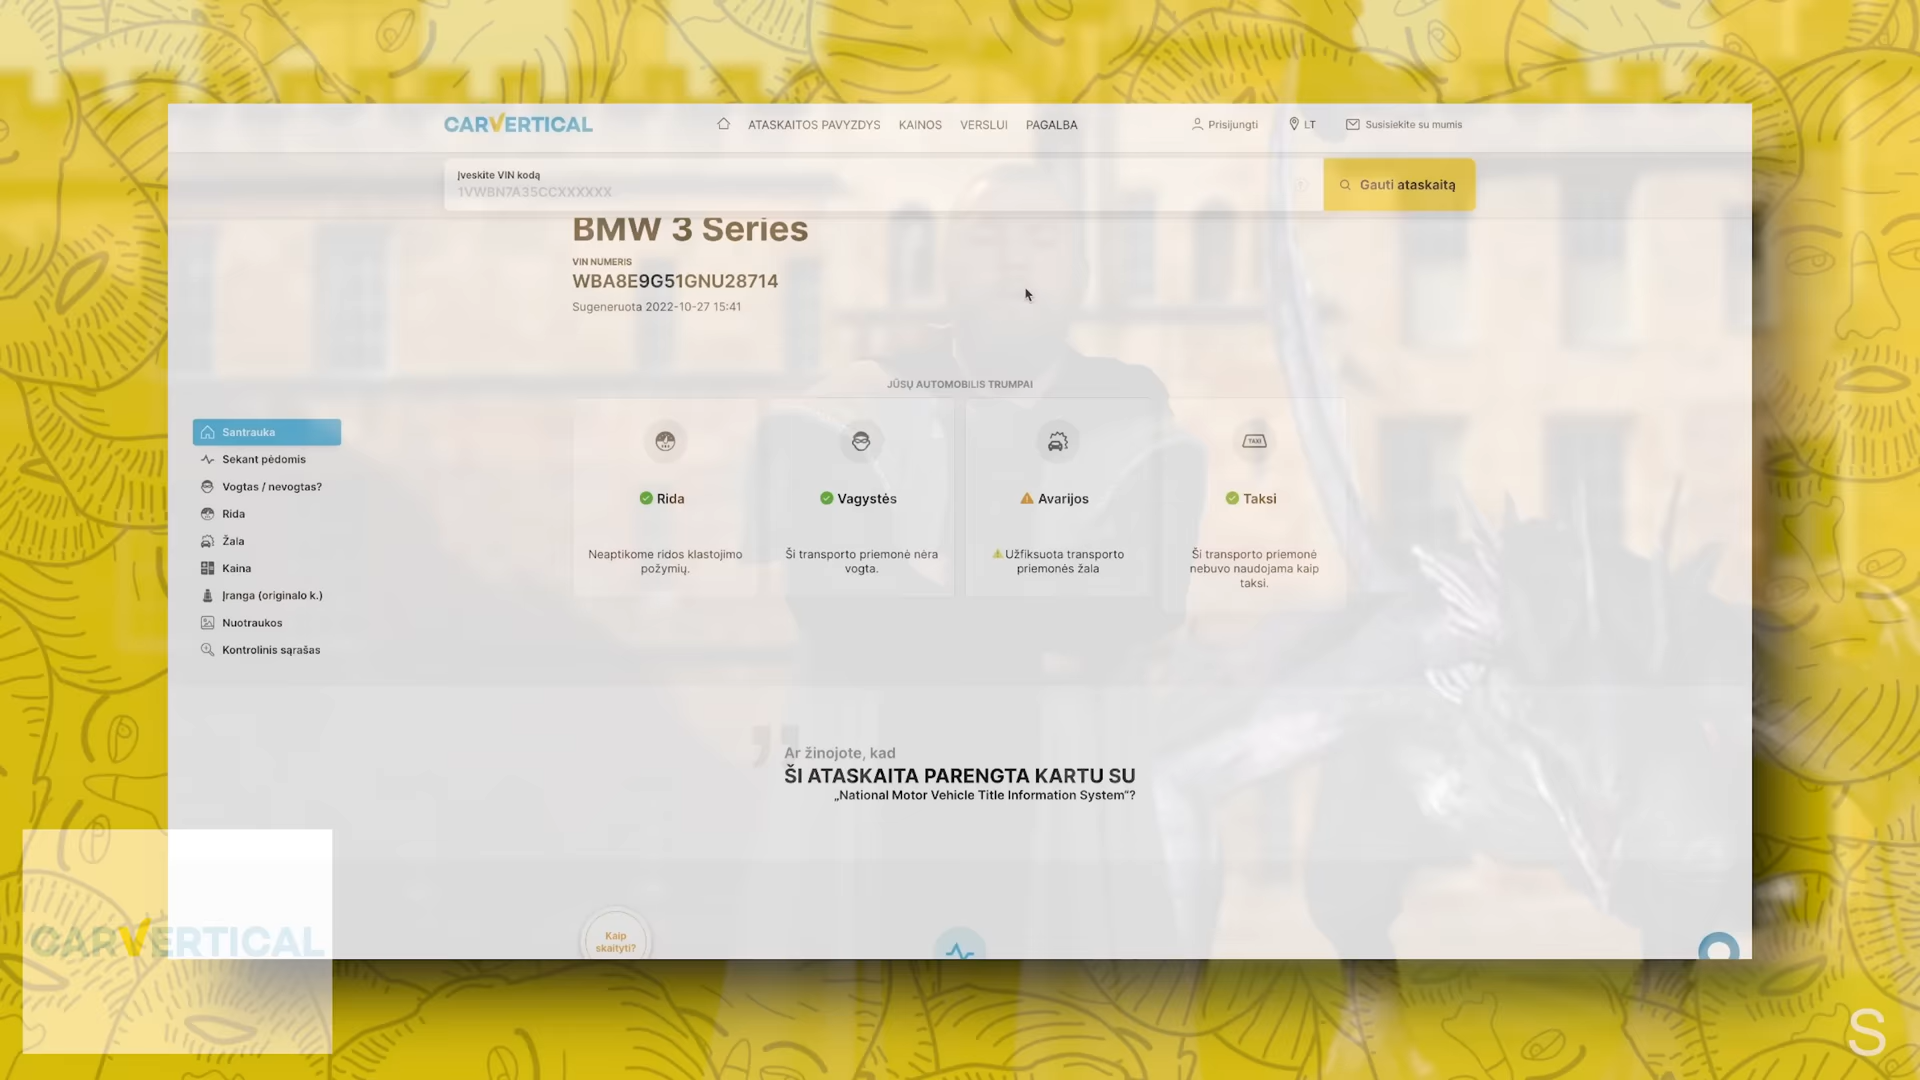 CARVERTICAL
ATASKAITOS PAVYZDYS KAINOS VERSLUI PAGALBA
Prisijungti LT Susisiekite su mumis
Įveskite VIN kodą
1VWBN7A35CCXXXXXX
Gauti ataskaitą
BMW 3 Series
VIN NUMERIS
WBA8E9G51GNU28714
Sugeneruota 2022-10-27 15:41
JŪSŲ AUTOMOBILIS TRUMPAI
Santrauka
Sekant pėdomis
Vogtas / nevogtas?
Rida
Žala
Kaina
Įranga (originalo k.)
Nuotraukos
Kontrolinis sąrašas
Rida
Neaptikome ridos klastojimo
požymių.
Vagystės
Ši transporto priemonė nėra
vogta.
Avarijos
Užfiksuota transporto
priemonės žala
TAXI
Taksi
Ši transporto priemonė
nebuvo naudojama kaip
taksi.
Ar žinojote, kad
ŠI ATASKAITA PARENGTA KARTU SU
„National Motor Vehicle Title Information System“?
Kaip
skaityti?
CARVERTICAL
S